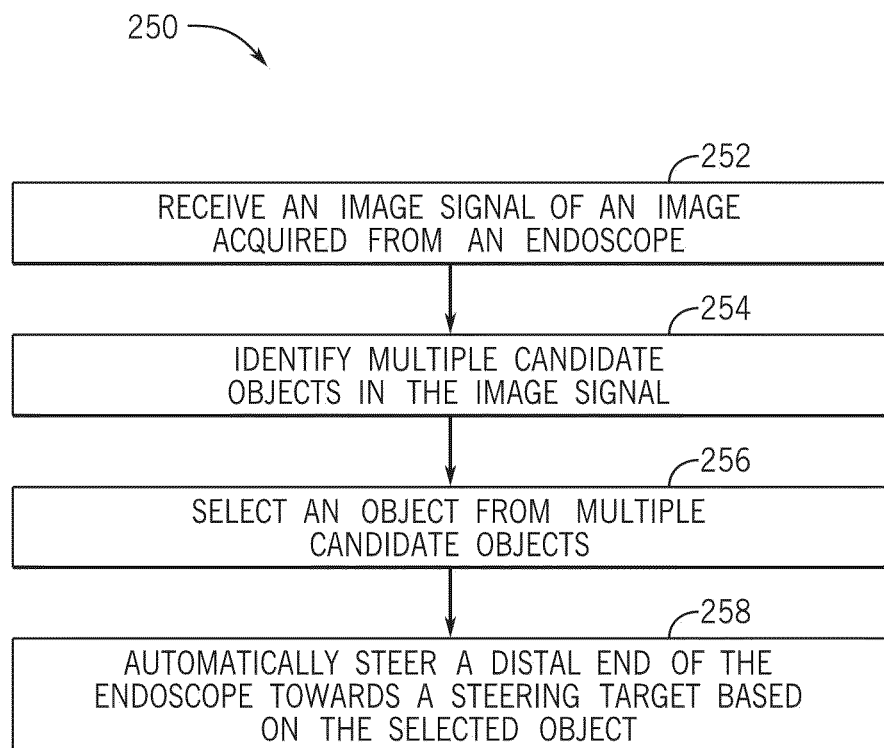 250
252
RECEIVE AN IMAGE SIGNAL OF AN IMAGE
ACQUIRED FROM AN ENDOSCOPE
254
IDENTIFY MULTIPLE CANDIDATE
OBJECTS IN THE IMAGE SIGNAL
256
SELECT AN OBJECT FROM MULTIPLE
CANDIDATE OBJECTS
258
AUTOMATICALLY STEER A DISTAL END OF THE
ENDOSCOPE TOWARDS A STEERING TARGET BASED
ON THE SELECTED OBJECT